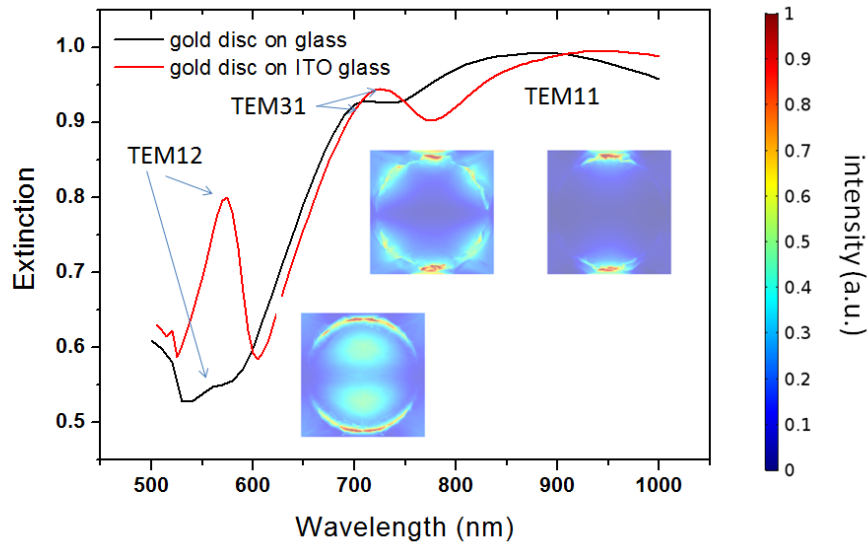 gold disc on glass
gold disc on ITO glass
TEM31
TEM11
TEM12
Extinction
1.0
0.9
0.8
0.7
0.6
0.5
500
600
700
800
900
1000
Wavelength (nm)
1
0.9
0.8
0.7
0.6
0.5
0.4
0.3
0.2
0.1
0
intensity (a.u.)